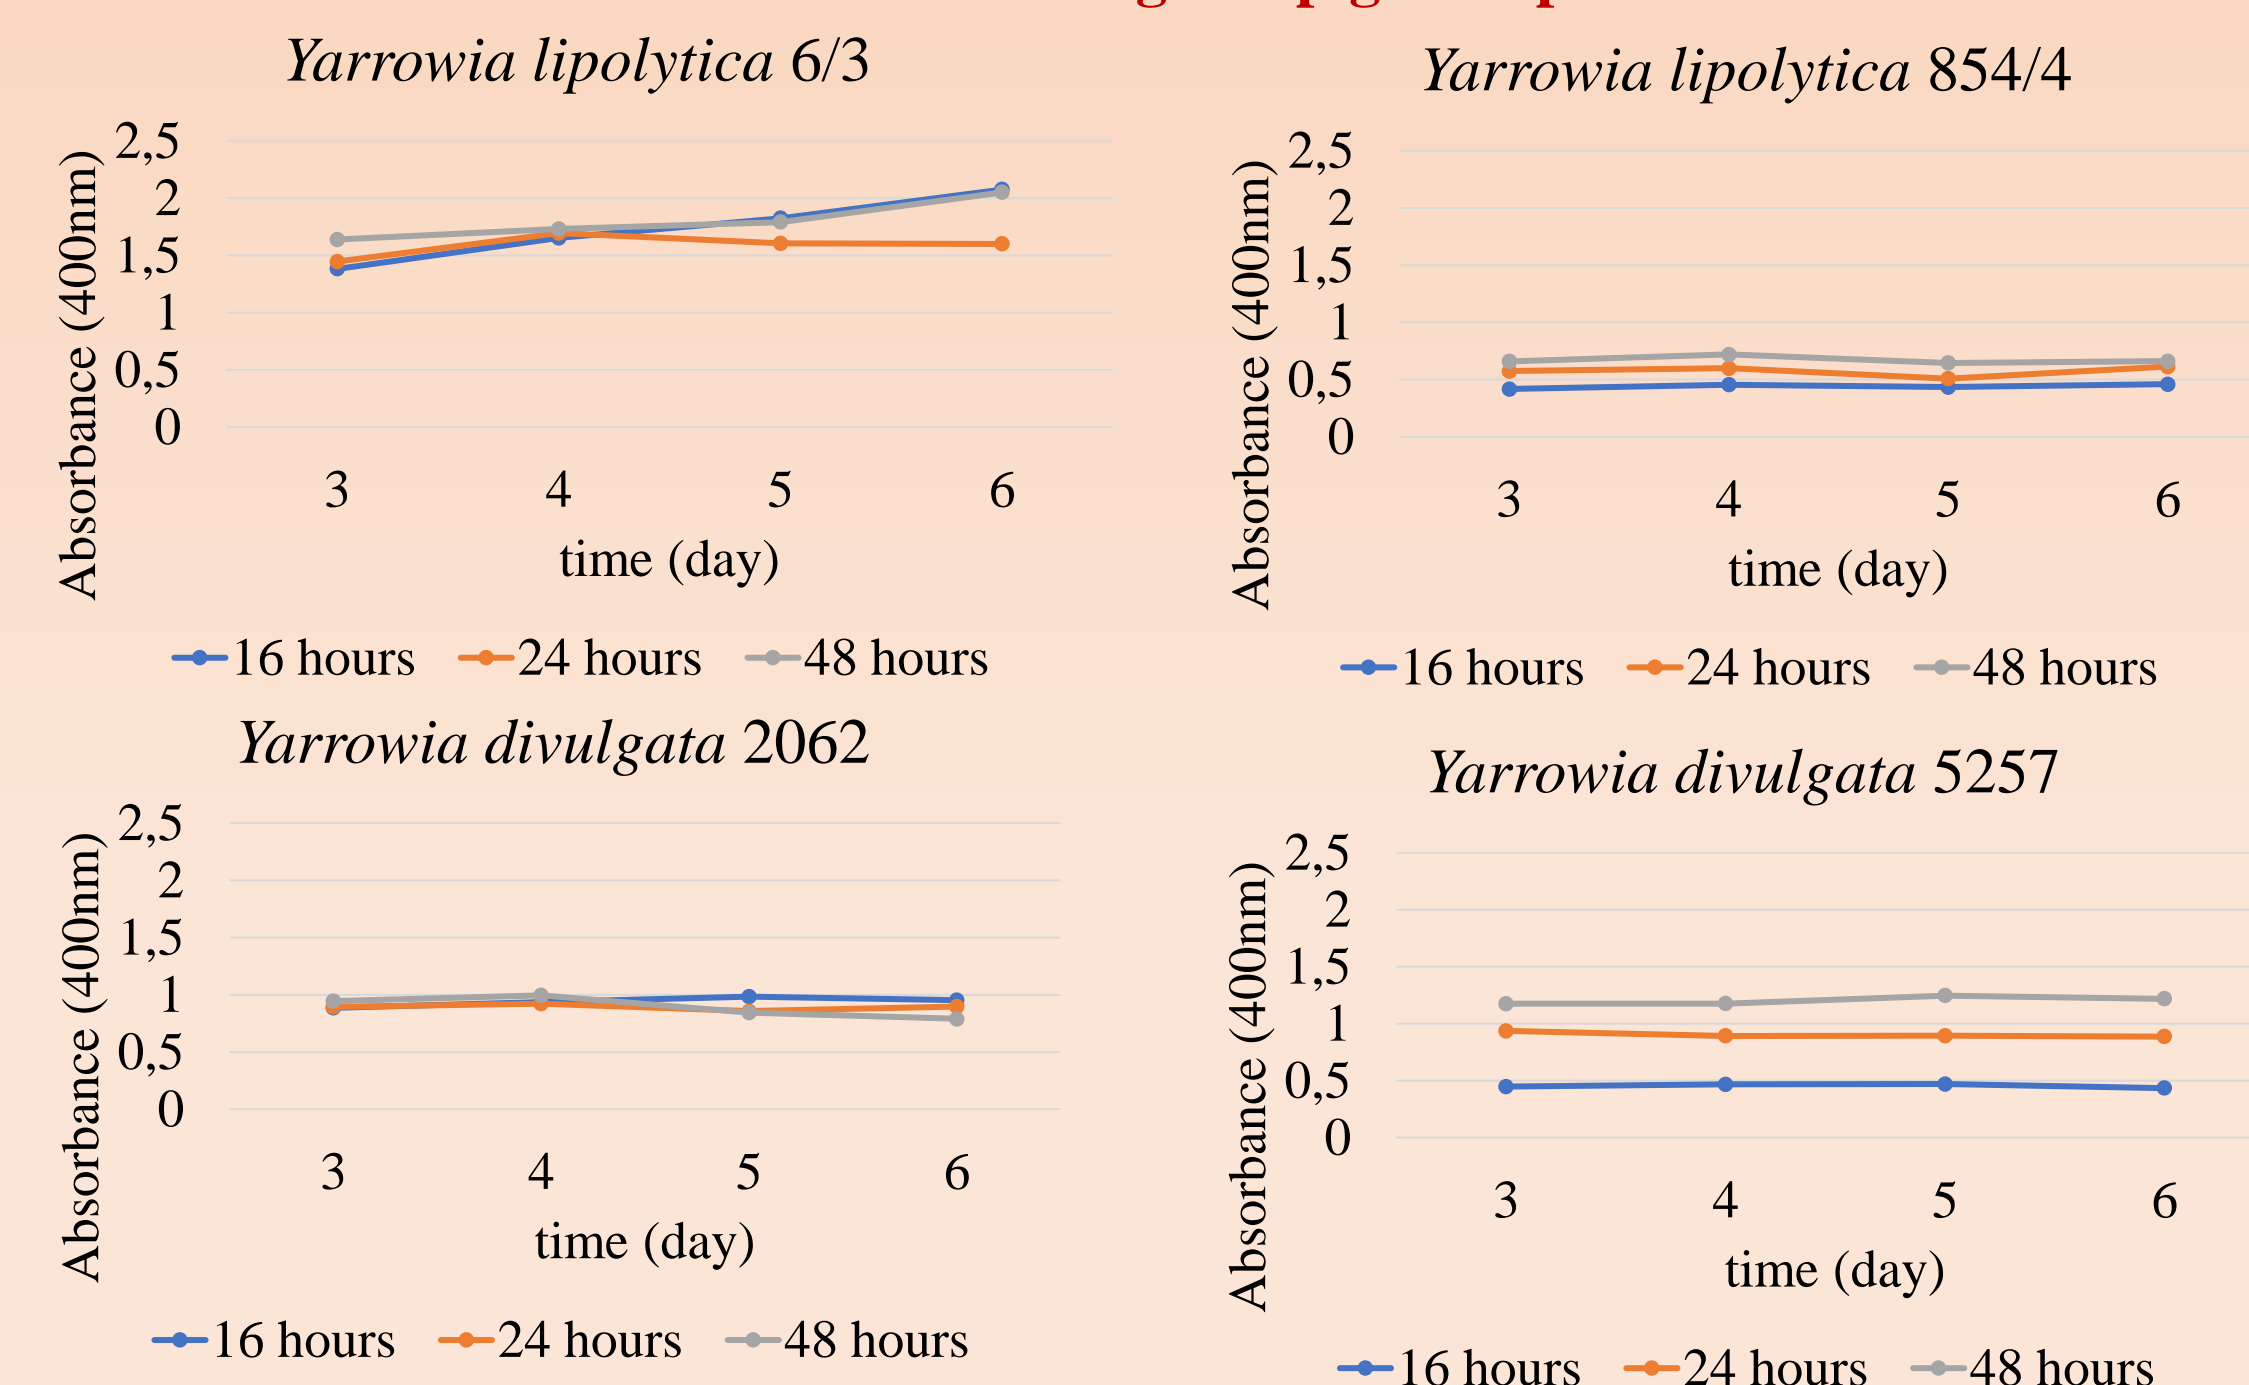 Yarrowia lipolytica 6/3
2,5
2
1,5
1
0,5
0
Absorbance (400nm)
3 4 5 6
time (day)
16 hours 24 hours 48 hours
Yarrowia lipolytica 854/4
2,5
2
1,5
1
0,5
0
Absorbance (400nm)
3 4 5 6
time (day)
16 hours 24 hours 48 hours
Yarrowia divulgata 2062
2,5
2
1,5
1
0,5
0
Absorbance (400nm)
3 4 5 6
time (day)
16 hours 24 hours 48 hours
Yarrowia divulgata 5257
2,5
2
1,5
1
0,5
0
Absorbance (400nm)
3 4 5 6
time (day)
16 hours 24 hours 48 hours